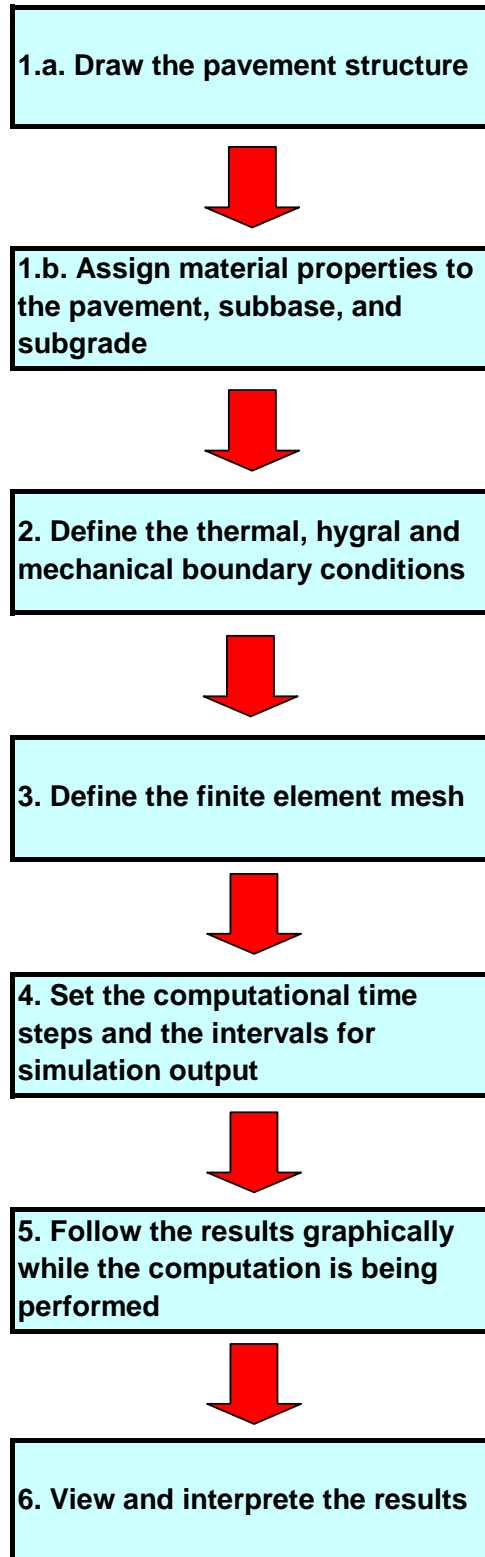 1.a. Draw the pavement structure
1.b. Assign material properties to
the pavement, subbase, and
subgrade
2. Define the thermal, hygral and
mechanical boundary conditions
3. Define the finite element mesh
4. Set the computational time
steps and the intervals for
simulation output
5. Follow the results graphically
while the computation is being
performed
6. View and interprete the results